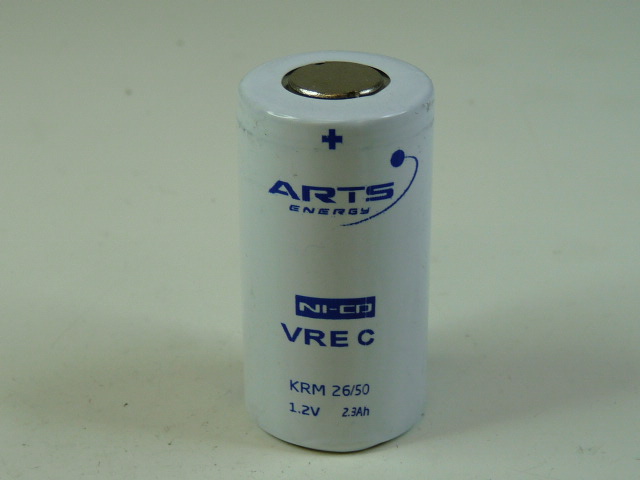 +
ARTS
ENERGY
NI-CD
VRE C
KRM 26/50
1.2V 2.3Ah